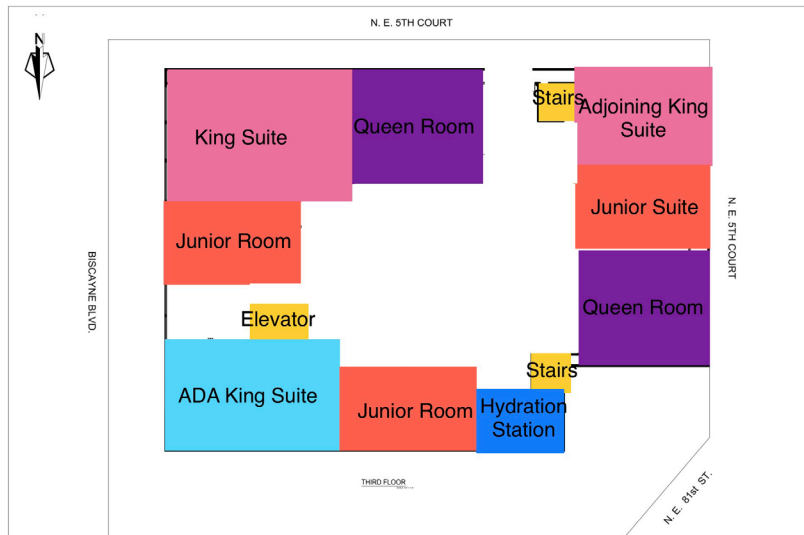 N. E. 5TH COURT
N
Stairs
Adjoining King
Suite
King Suite
Queen Room
Junior Room
Junior Suite
N. E. 5TH COURT
BISCAYNE BLVD.
Elevator
Queen Room
ADA King Suite
Stairs
Junior Room
Hydration
Station
THIRD FLOOR
N. E. 81st ST.